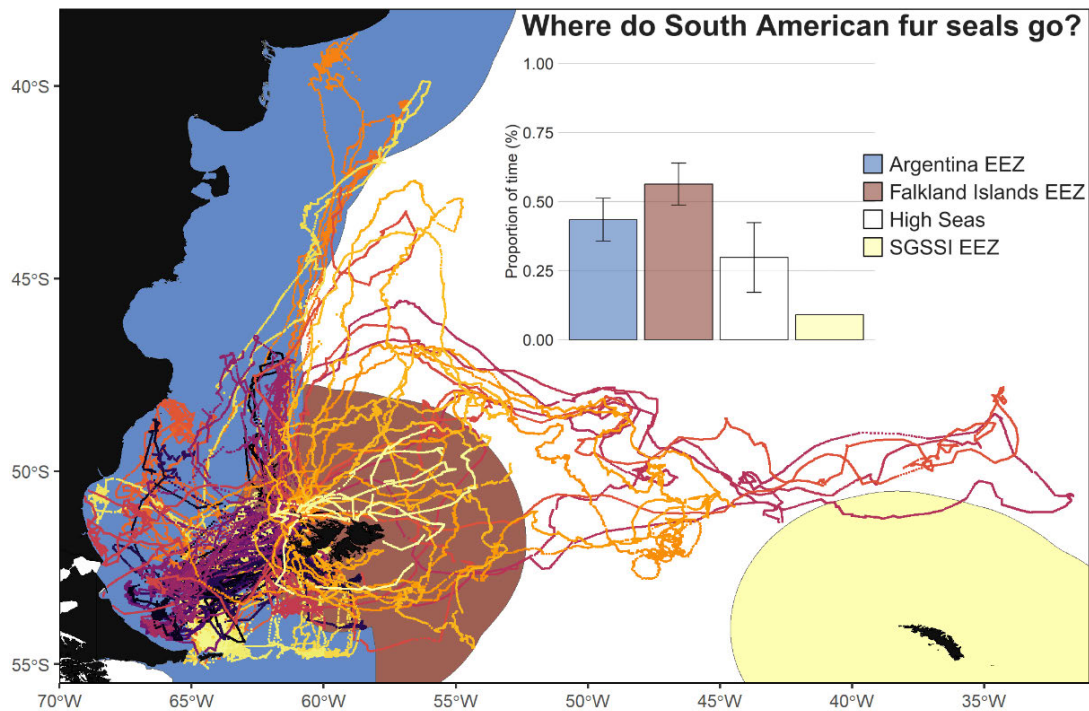 Where do South American fur seals go?
1.00
0.75
0.50
0.25
0.00
Proportion of time (%)
Argentina EEZ
Falkland Islands EEZ
High Seas
SGSSI EEZ
40°S
45°S
50°S
55°S
70°W 65°W 60°W 55°W 50°W 45°W 40°W 35°W